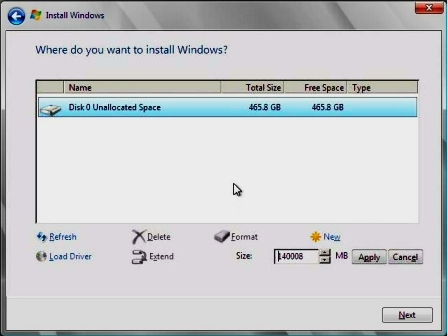 Install Windows
Where do you want to install Windows?
Name Total Size Free Space Type
Disk 0 Unallocated Space 465.8 GB 465.8 GB
Refresh Delete Format New
Load Driver Extend Size: 140008 MB Apply Cancel
Next